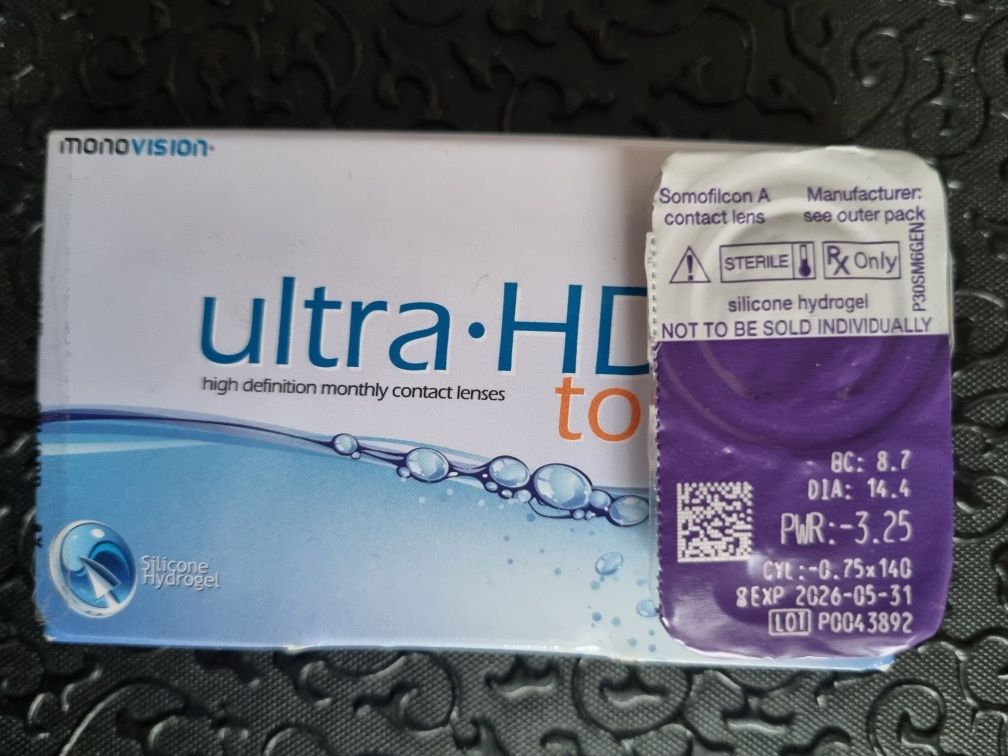 monoVISION
ultra·HD
high definition monthly contact lenses
to
Silicone
Hydrogel
Somofilcon A
contact lens
Manufacturer:
see outer pack
STERILE
Rx Only
P30SM6GEN
silicone hydrogel
NOT TO BE SOLD INDIVIDUALLY
BC: 8.7
DIA: 14.4
PWR:-3.25
CYL:-0.75x140
EXP 2026-05-31
LOT P0043892